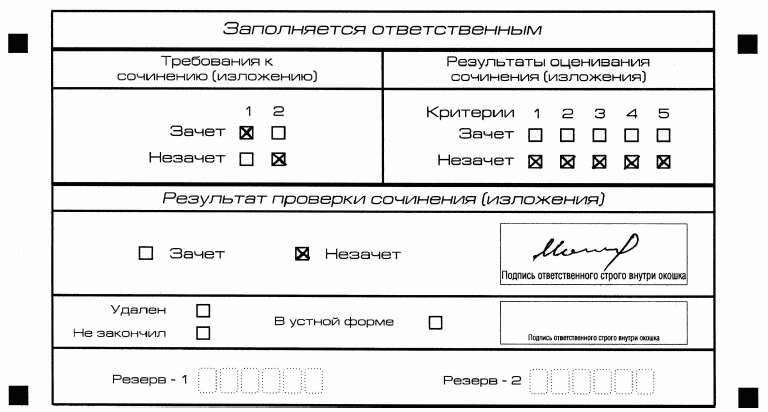 Заполняется ответственным
Требования к
сочинению (изложению)
Результаты оценивания
сочинения (изложения)
1 2
Зачет
Незачет
Критерии 1 2 3 4 5
Зачет
Незачет
Результат проверки сочинения (изложения)
Зачет Незачет
Подпись ответственного строго внутри окошка
Удален
Не закончил
В устной форме
Подпись ответственного строго внутри окошка
Резерв - 1
Резерв - 2